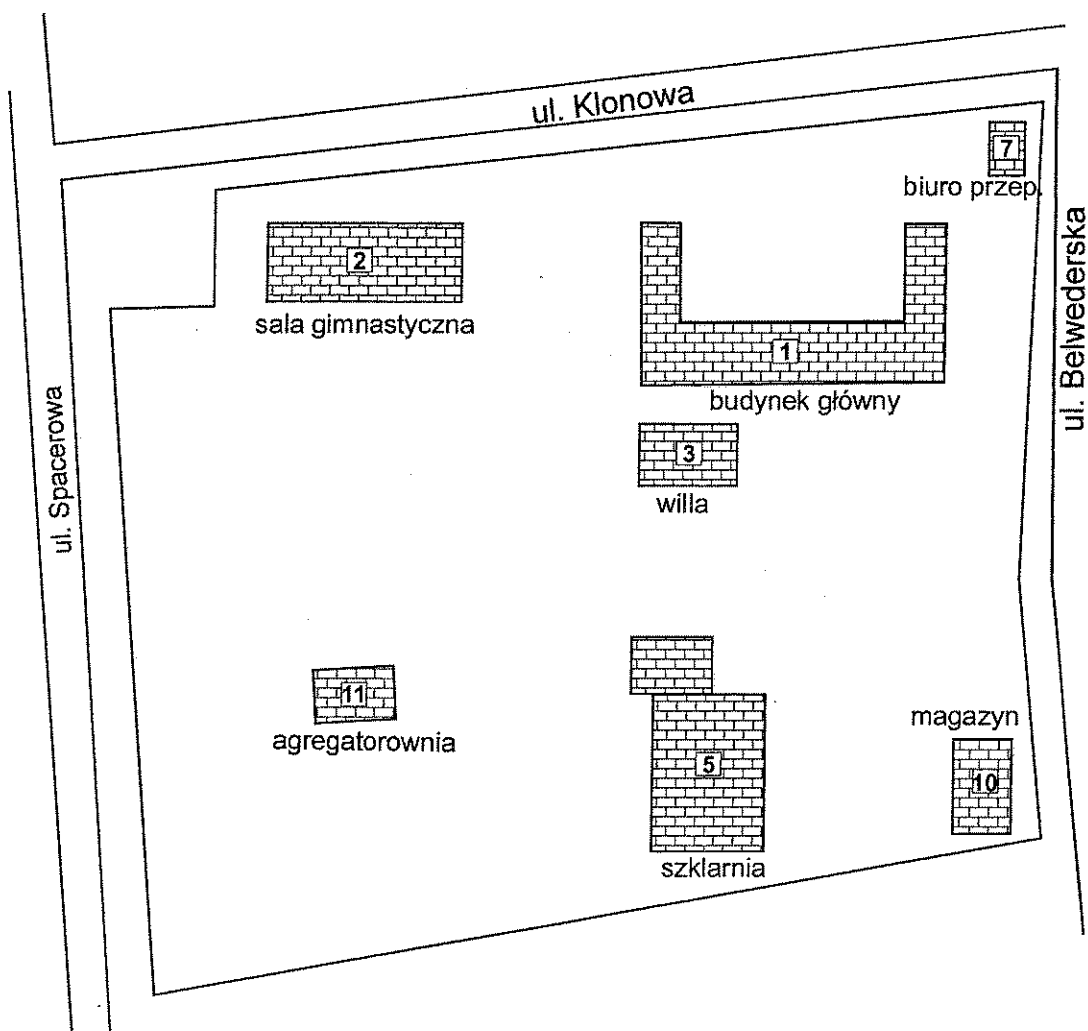 ul. Klonowa
7
biuro przep.
2
sala gimnastyczna
1
budynek główny
ul. Belwederska
3
willa
ul. Spacerowa
11
agregatorownia
5
szklarnia
magazyn
10